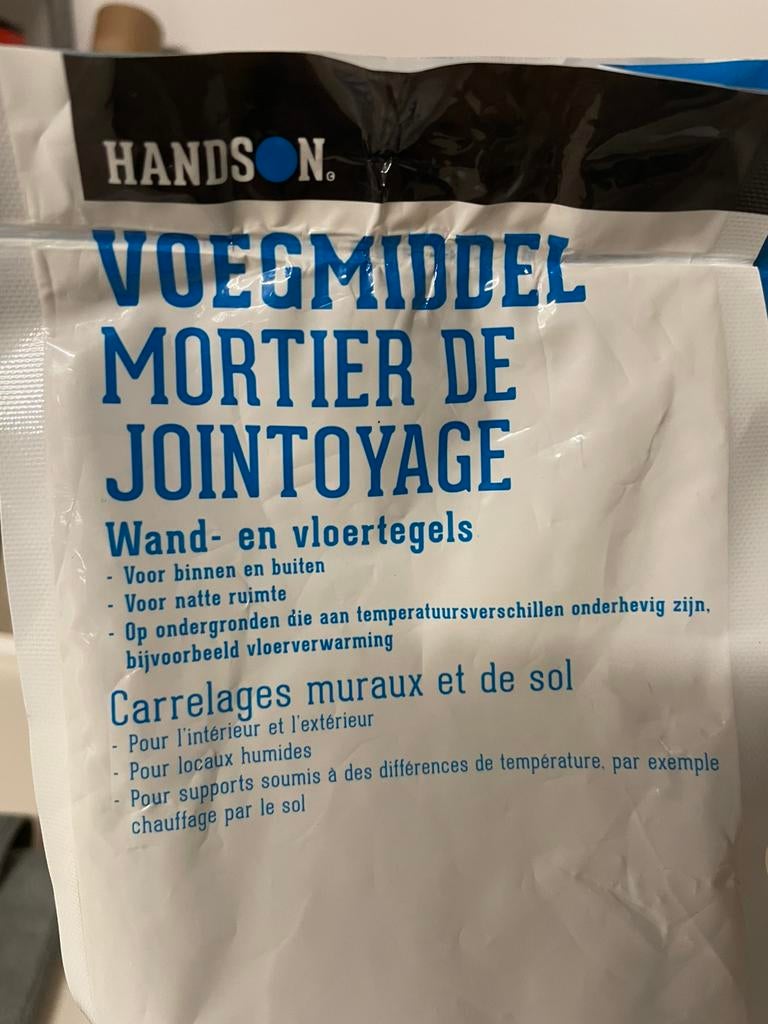 HANDSON
VOEGMIDDEL
MORTIER DE
JOINTOYAGE
Wand- en vloertegels
- Voor binnen en buiten
- Voor natte ruimte
- Op ondergronden die aan temperatuursverschillen onderhevig zijn,
bijvoorbeeld vloerverwarming
Carrelages muraux et de sol
- Pour l'intérieur et l'extérieur
- Pour locaux humides
- Pour supports soumis à des différences de température, par exemple
chauffage par le sol